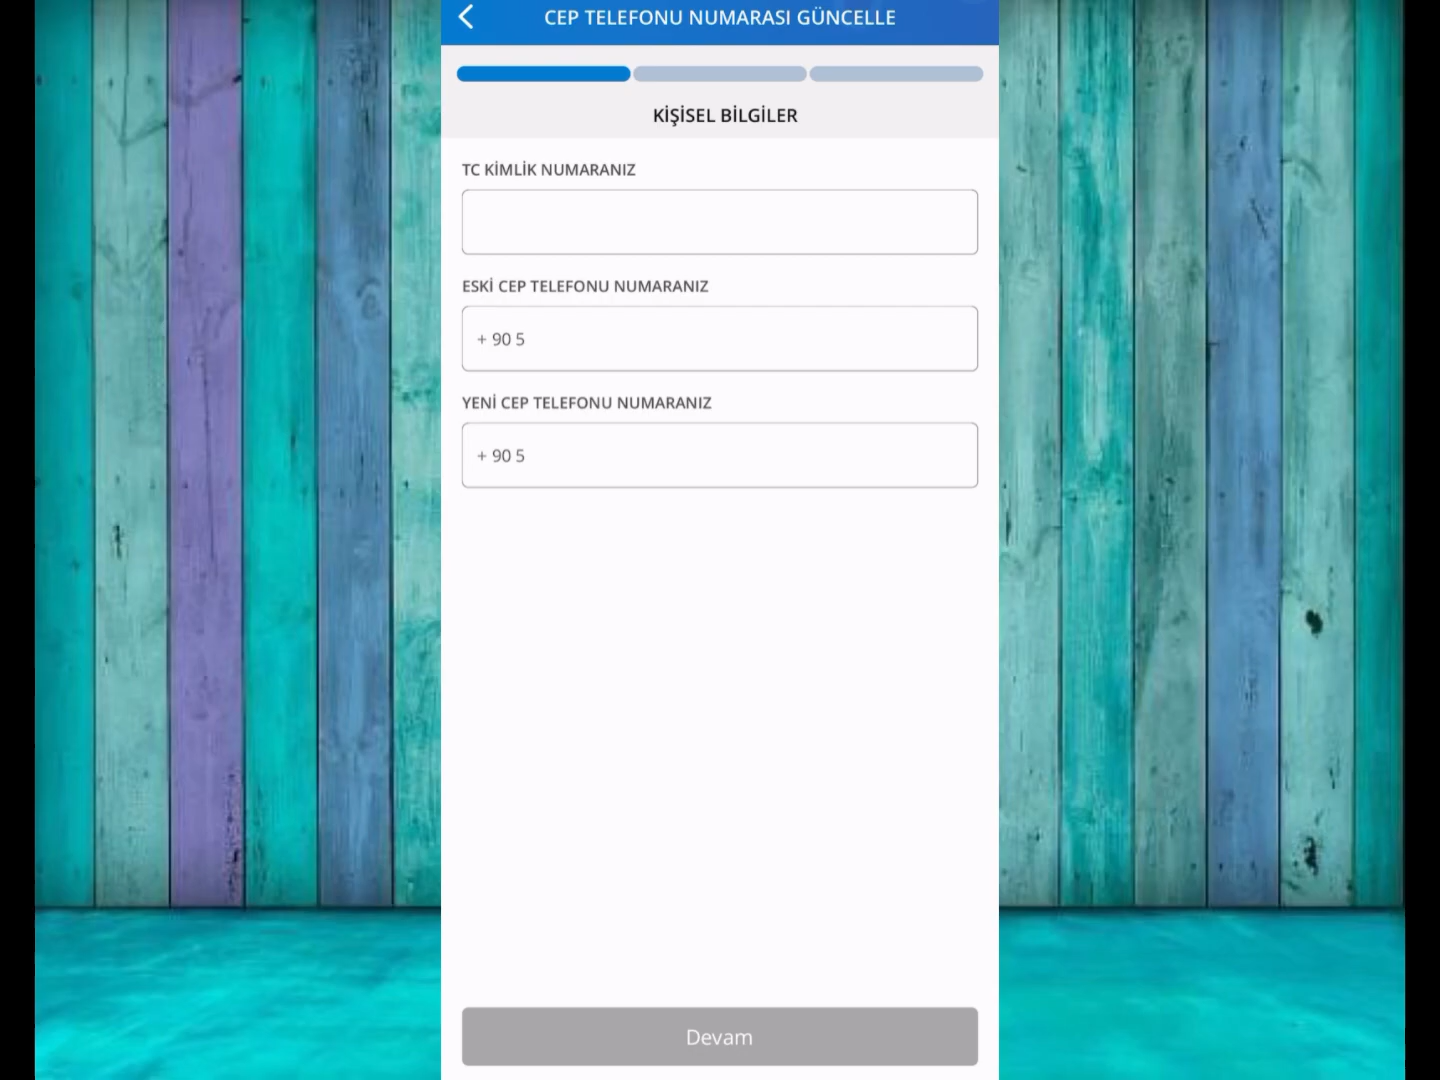 CEP TELEFONU NUMARASI GÜNCELLE
KİŞİSEL BİLGİLER
TC KİMLİK NUMARANIZ
ESKİ CEP TELEFONU NUMARANIZ
+ 90 5
YENİ CEP TELEFONU NUMARANIZ
+ 90 5
Devam